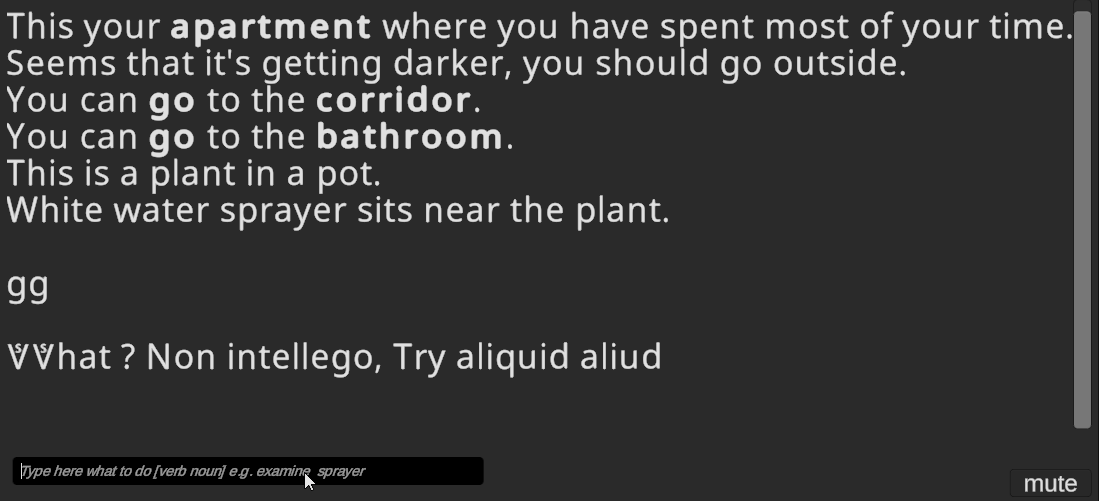 This your apartment where you have spent most of your time.
Seems that it's getting darker, you should go outside.
You can go to the corridor.
You can go to the bathroom.
This is a plant in a pot.
White water sprayer sits near the plant.
gg
? Non intellego, Try aliquid aliud
Type here what to do [verb noun] e.g. examine sprayer
mute